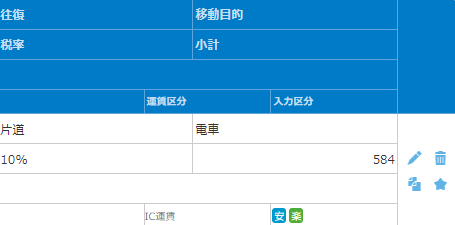 往復 移動目的
税率 小計
運賃区分 入力区分
片道 電車
10% 584
IC運賃 安 楽